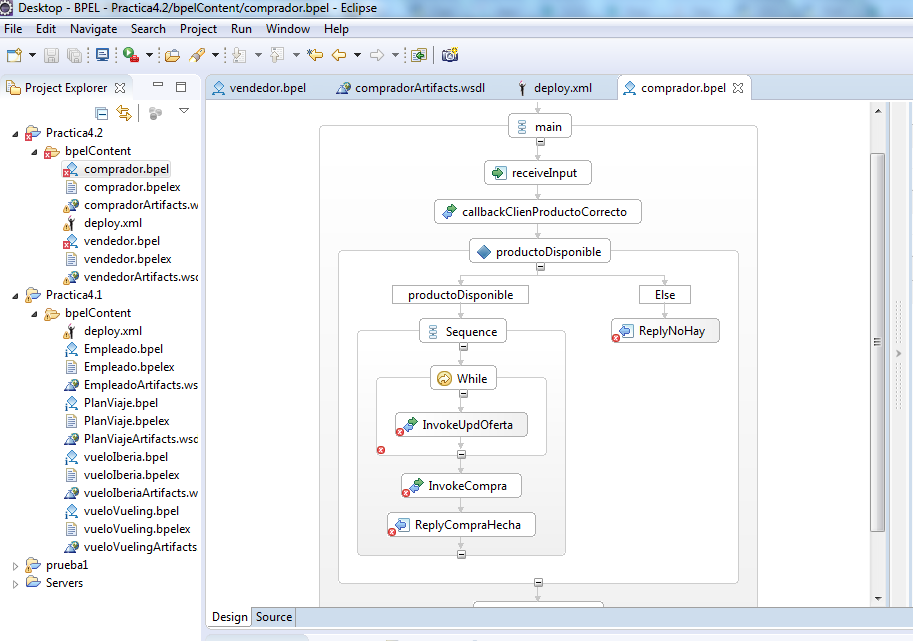 Desktop - BPEL - Practica4.2/bpelContent/comprador.bpel - Eclipse
File Edit Navigate Search Project Run Window Help
Project Explorer
vendedor.bpel compradorArtifacts.wsdl deploy.xml comprador.bpel
Practica4.2
bpelContent
comprador.bpel
comprador.bpelex
compradorArtifacts.w
deploy.xml
vendedor.bpel
vendedor.bpelex
vendedorArtifacts.wsd
Practica4.1
bpelContent
deploy.xml
Empleado.bpel
Empleado.bpelex
EmpleadoArtifacts.ws
PlanViaje.bpel
PlanViaje.bpelex
PlanViajeArtifacts.wsd
vueloIberia.bpel
vueloIberia.bpelex
vueloIberiaArtifacts.w
vueloVueling.bpel
vueloVueling.bpelex
vueloVuelingArtifacts
prueba1
Servers
main
receiveInput
callbackClienProductoCorrecto
productoDisponible
productoDisponible Else
Sequence ReplyNoHay
While
InvokeUpdOferta
InvokeCompra
ReplyCompraHecha
Design Source